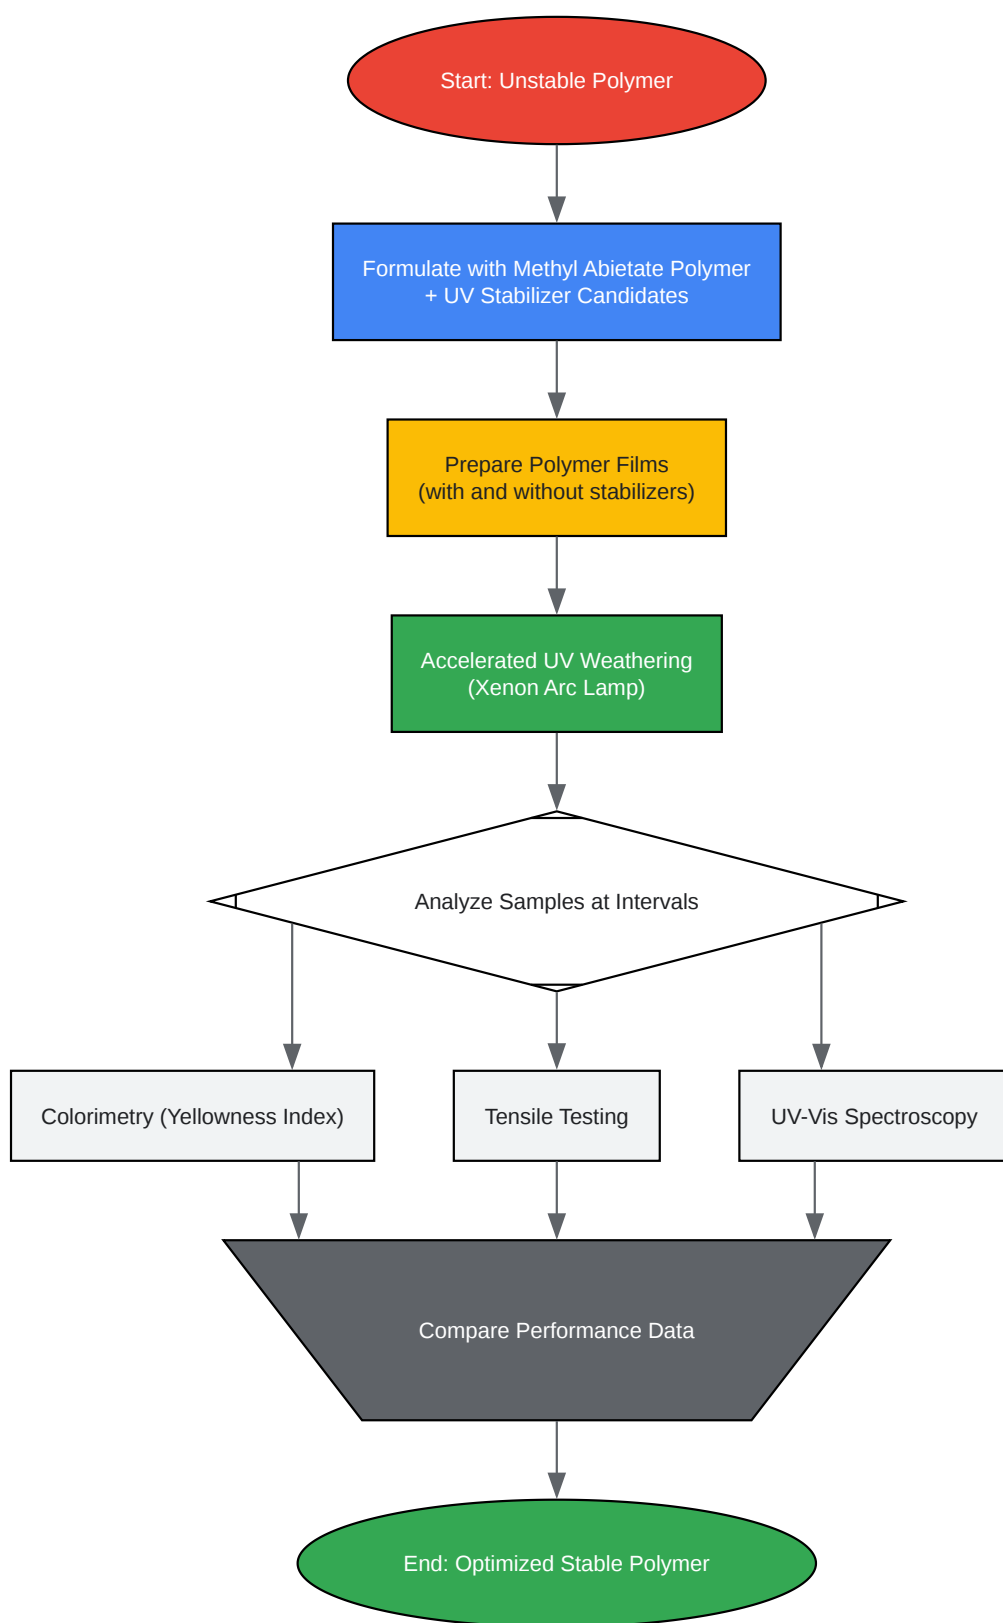 Start: Unstable Polymer
Formulate with Methyl Abietate Polymer
+ UV Stabilizer Candidates
Prepare Polymer Films
(with and without stabilizers)
Accelerated UV Weathering
(Xenon Arc Lamp)
Analyze Samples at Intervals
Colorimetry (Yellowness Index)
Tensile Testing
UV-Vis Spectroscopy
Compare Performance Data
End: Optimized Stable Polymer